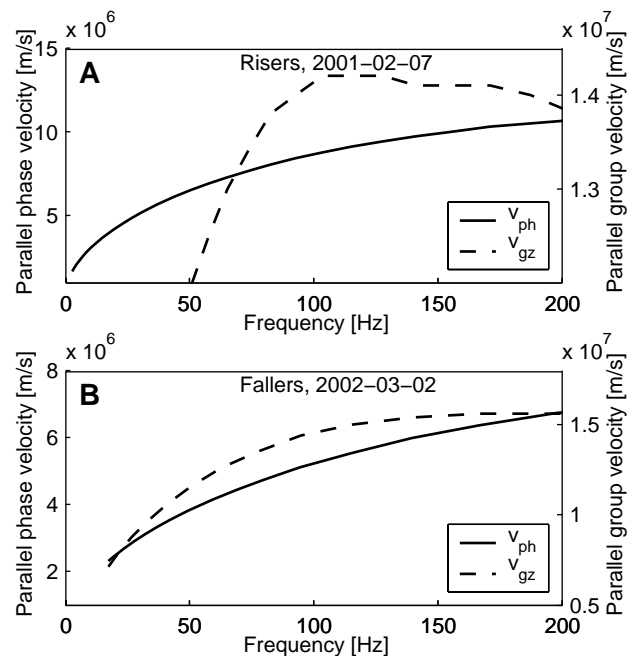 x 10^6
x 10^7
A
Risers, 2001−02−07
Parallel phase velocity [m/s]
15
10
5
Parallel group velocity [m/s]
1.4
1.3
v_ph
v_gz
0
50
100
150
200
Frequency [Hz]
x 10^6
x 10^7
B
Fallers, 2002−03−02
Parallel phase velocity [m/s]
8
6
4
2
Parallel group velocity [m/s]
1.5
1
0.5
v_ph
v_gz
0
50
100
150
200
Frequency [Hz]